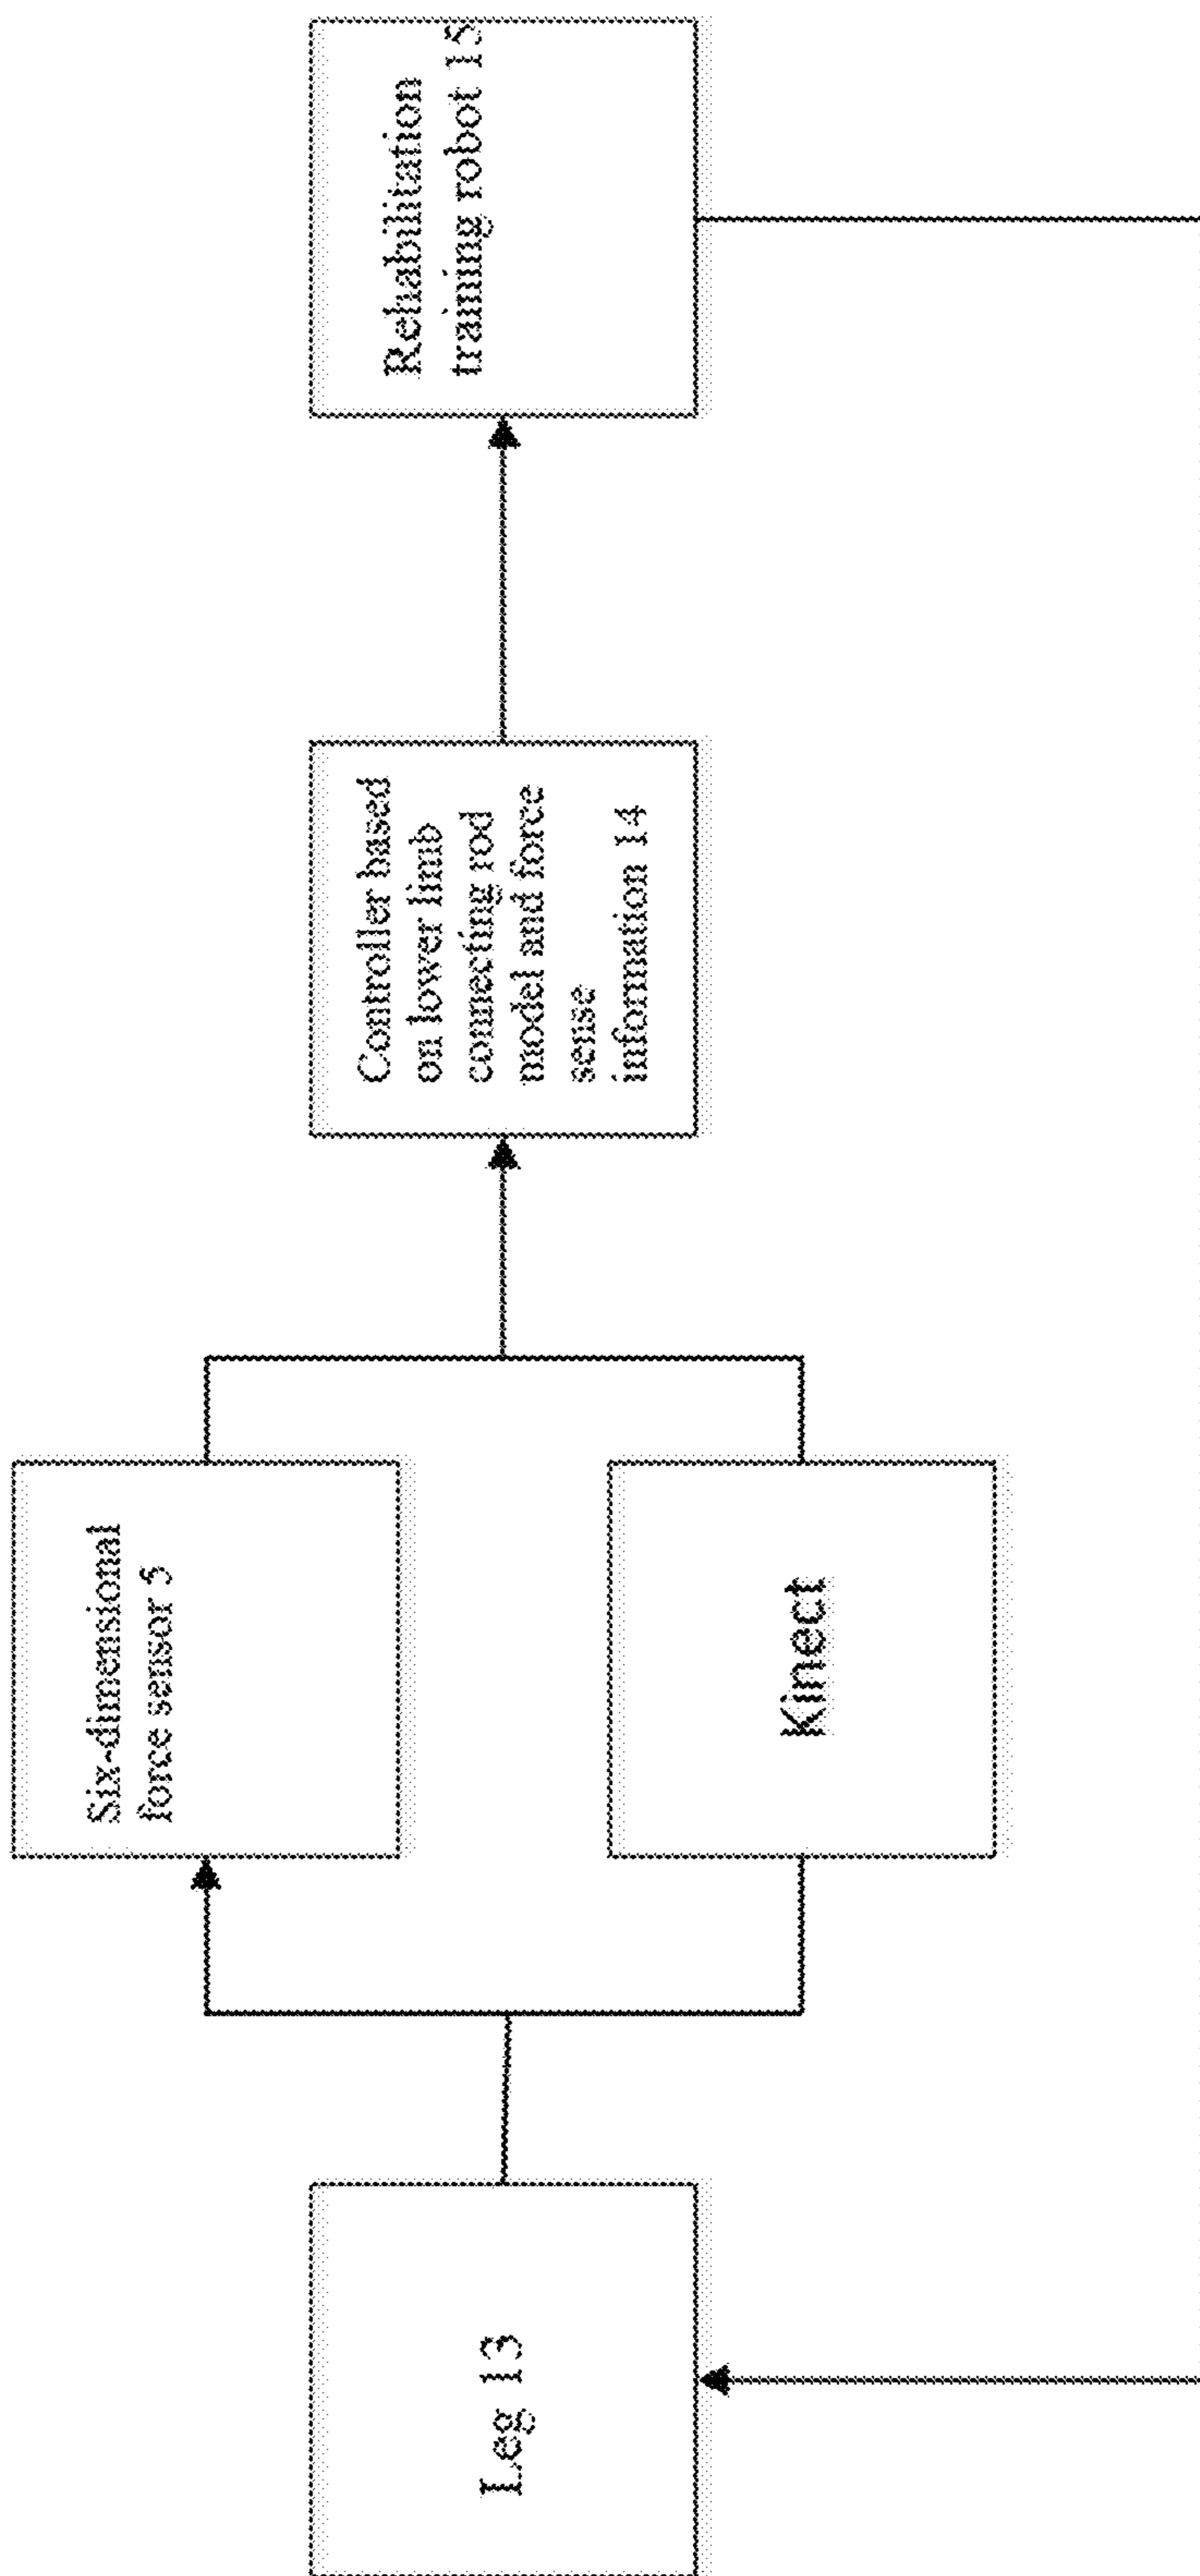 Leg 13
Six-dimensional
force sensor 5
Kinect
Controller based
on lower limb
connecting rod
model and force
sense
information 14
Rehabilitation
training robot 15